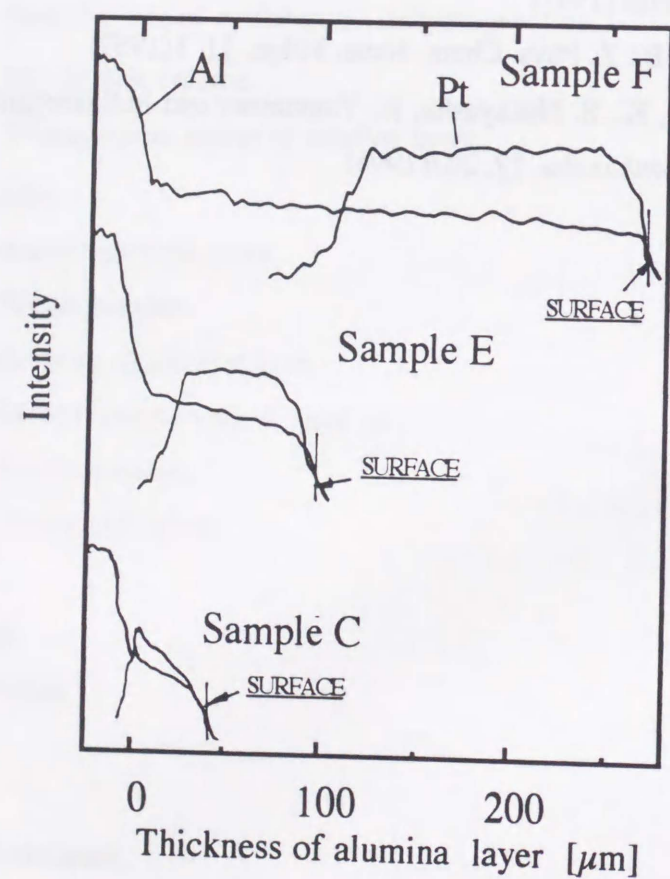 Al
Sample F
Pt
SURFACE
Intensity
Sample E
SURFACE
Sample C
SURFACE
0 100 200
Thickness of alumina layer [μm]